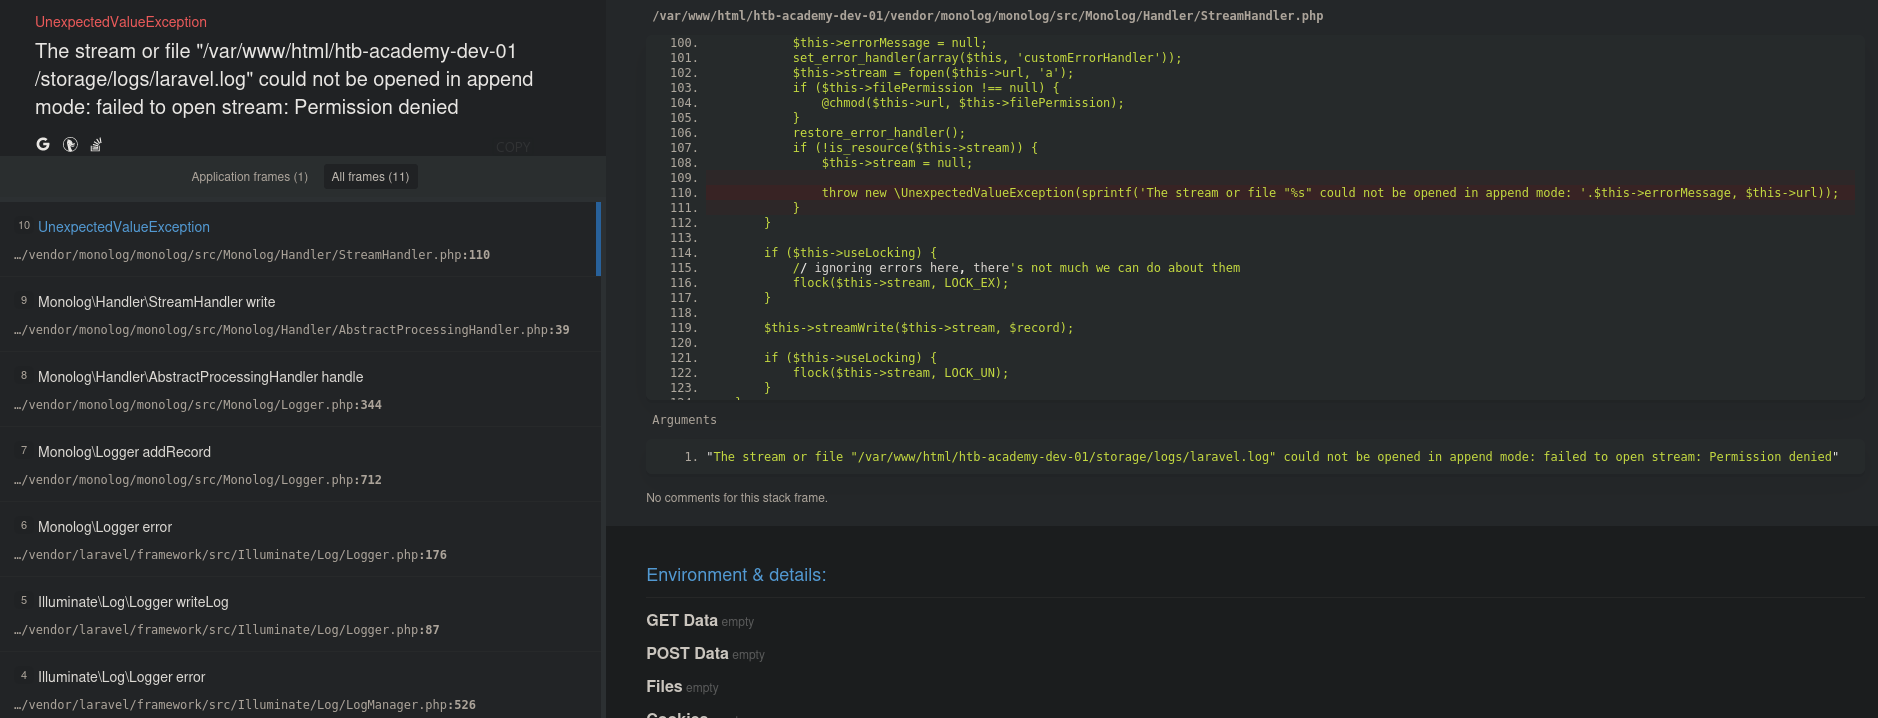 UnexpectedValueException
The stream or file "/var/www/html/htb-academy-dev-01
/storage/logs/laravel.log" could not be opened in append
mode: failed to open stream: Permission denied
COPY
Application frames (1)
All frames (11)
10 UnexpectedValueException
…/vendor/monolog/monolog/src/Monolog/Handler/StreamHandler.php:110
9 Monolog\Handler\StreamHandler write
…/vendor/monolog/monolog/src/Monolog/Handler/AbstractProcessingHandler.php:39
8 Monolog\Handler\AbstractProcessingHandler handle
…/vendor/monolog/monolog/src/Monolog/Logger.php:344
7 Monolog\Logger addRecord
…/vendor/monolog/monolog/src/Monolog/Logger.php:712
6 Monolog\Logger error
…/vendor/laravel/framework/src/Illuminate/Log/Logger.php:176
5 Illuminate\Log\Logger writeLog
…/vendor/laravel/framework/src/Illuminate/Log/Logger.php:87
4 Illuminate\Log\Logger error
…/vendor/laravel/framework/src/Illuminate/Log/LogManager.php:526
/var/www/html/htb-academy-dev-01/vendor/monolog/monolog/src/Monolog/Handler/StreamHandler.php
100.             $this->errorMessage = null;
101.             set_error_handler(array($this, 'customErrorHandler'));
102.             $this->stream = fopen($this->url, 'a');
103.             if ($this->filePermission !== null) {
104.                 @chmod($this->url, $this->filePermission);
105.             }
106.             restore_error_handler();
107.             if (!is_resource($this->stream)) {
108.                 $this->stream = null;
109.
110.                 throw new \UnexpectedValueException(sprintf('The stream or file "%s" could not be opened in append mode: '.$this->errorMessage, $this->url));
111.             }
112.         }
113.
114.         if ($this->useLocking) {
115.             // ignoring errors here, there's not much we can do about them
116.             flock($this->stream, LOCK_EX);
117.         }
118.
119.         $this->streamWrite($this->stream, $record);
120.
121.         if ($this->useLocking) {
122.             flock($this->stream, LOCK_UN);
123.         }
Arguments
1. "The stream or file "/var/www/html/htb-academy-dev-01/storage/logs/laravel.log" could not be opened in append mode: failed to open stream: Permission denied"
No comments for this stack frame.
Environment & details:
GET Data empty
POST Data empty
Files empty